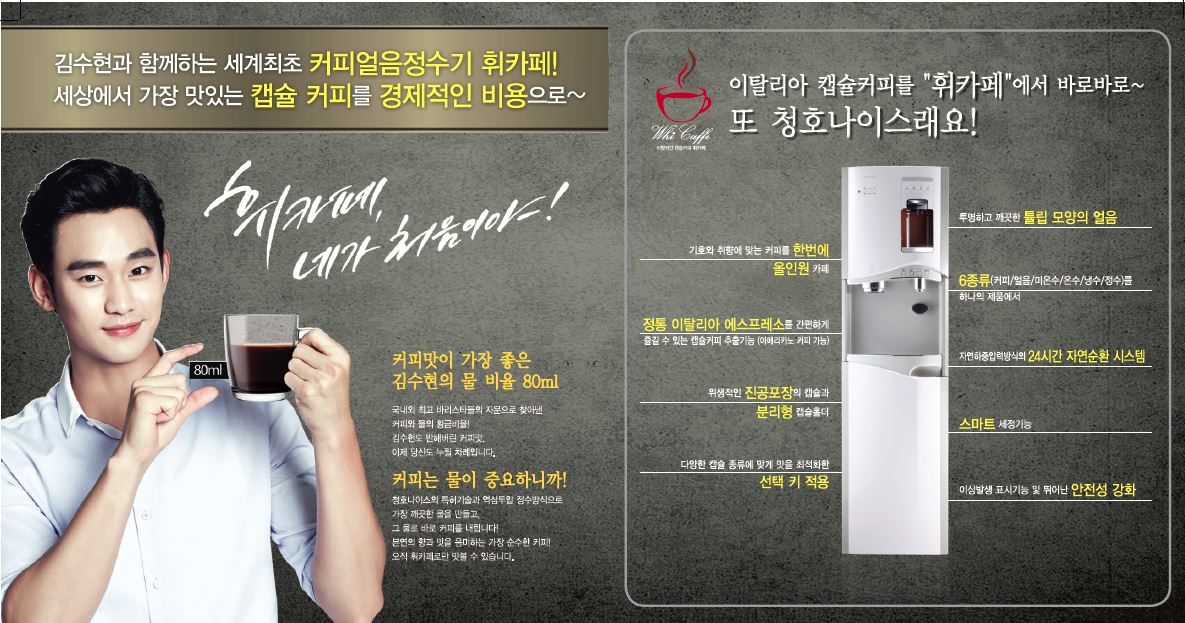 김수현과 함께하는 세계최초 커피얼음정수기 휘카페!
세상에서 가장 맛있는 캡슐 커피를 경제적인 비용으로~
휘카페,
네가 처음이야~!
80ml
커피맛이 가장 좋은
김수현의 물 비율 80ml
국내외 최고 바리스타들의 자문으로 찾아낸
커피와 물의 황금비율!
김수현도 반해버린 커피맛.
이제 당신도 누릴 차례입니다.
커피는 물이 중요하니까!
청호나이스의 특허기술과 역삼투압 정수방식으로
가장 깨끗한 물을 만들고,
그 물로 바로 커피를 내립니다!
본연의 향과 맛을 음미하는 가장 순수한 커피!
오직 휘카페로만 맛볼 수 있습니다.
Whi Caffe
이탈리안 캡슐커피 휘카페
이탈리아 캡슐커피를 "휘카페"에서 바로바로~
또 청호나이스래요!
기호와 취향에 맞는 커피를 한번에
올인원 카페
정통 이탈리아 에스프레소를 간편하게
즐길 수 있는 캡슐커피 추출기능 (아메리카노 커피 가능)
위생적인 진공포장의 캡슐과
분리형 캡슐홀더
다양한 캡슐 종류에 맞게 맛을 최적화한
선택 키 적용
투명하고 깨끗한 튤립 모양의 얼음
6종류(커피/얼음/미온수/온수/냉수/정수)를
하나의 제품에서
자연하중압력방식의 24시간 자연순환 시스템
스마트 세정기능
이상발생 표시기능 및 뛰어난 안전성 강화